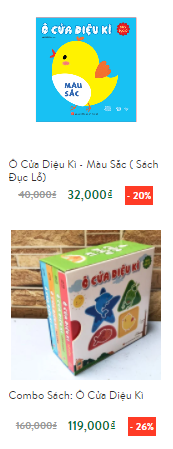 Ô CỬA DIỆU KÌ
MÀU
SẮC
Ô Cửa Diệu Kì - Màu Sắc ( Sách
Đục Lỗ)
40,000₫ 32,000₫ - 20%
Ô CỬA DIỆU KÌ
Combo Sách: Ô Cửa Diệu Kì
160,000₫ 119,000₫ - 26%